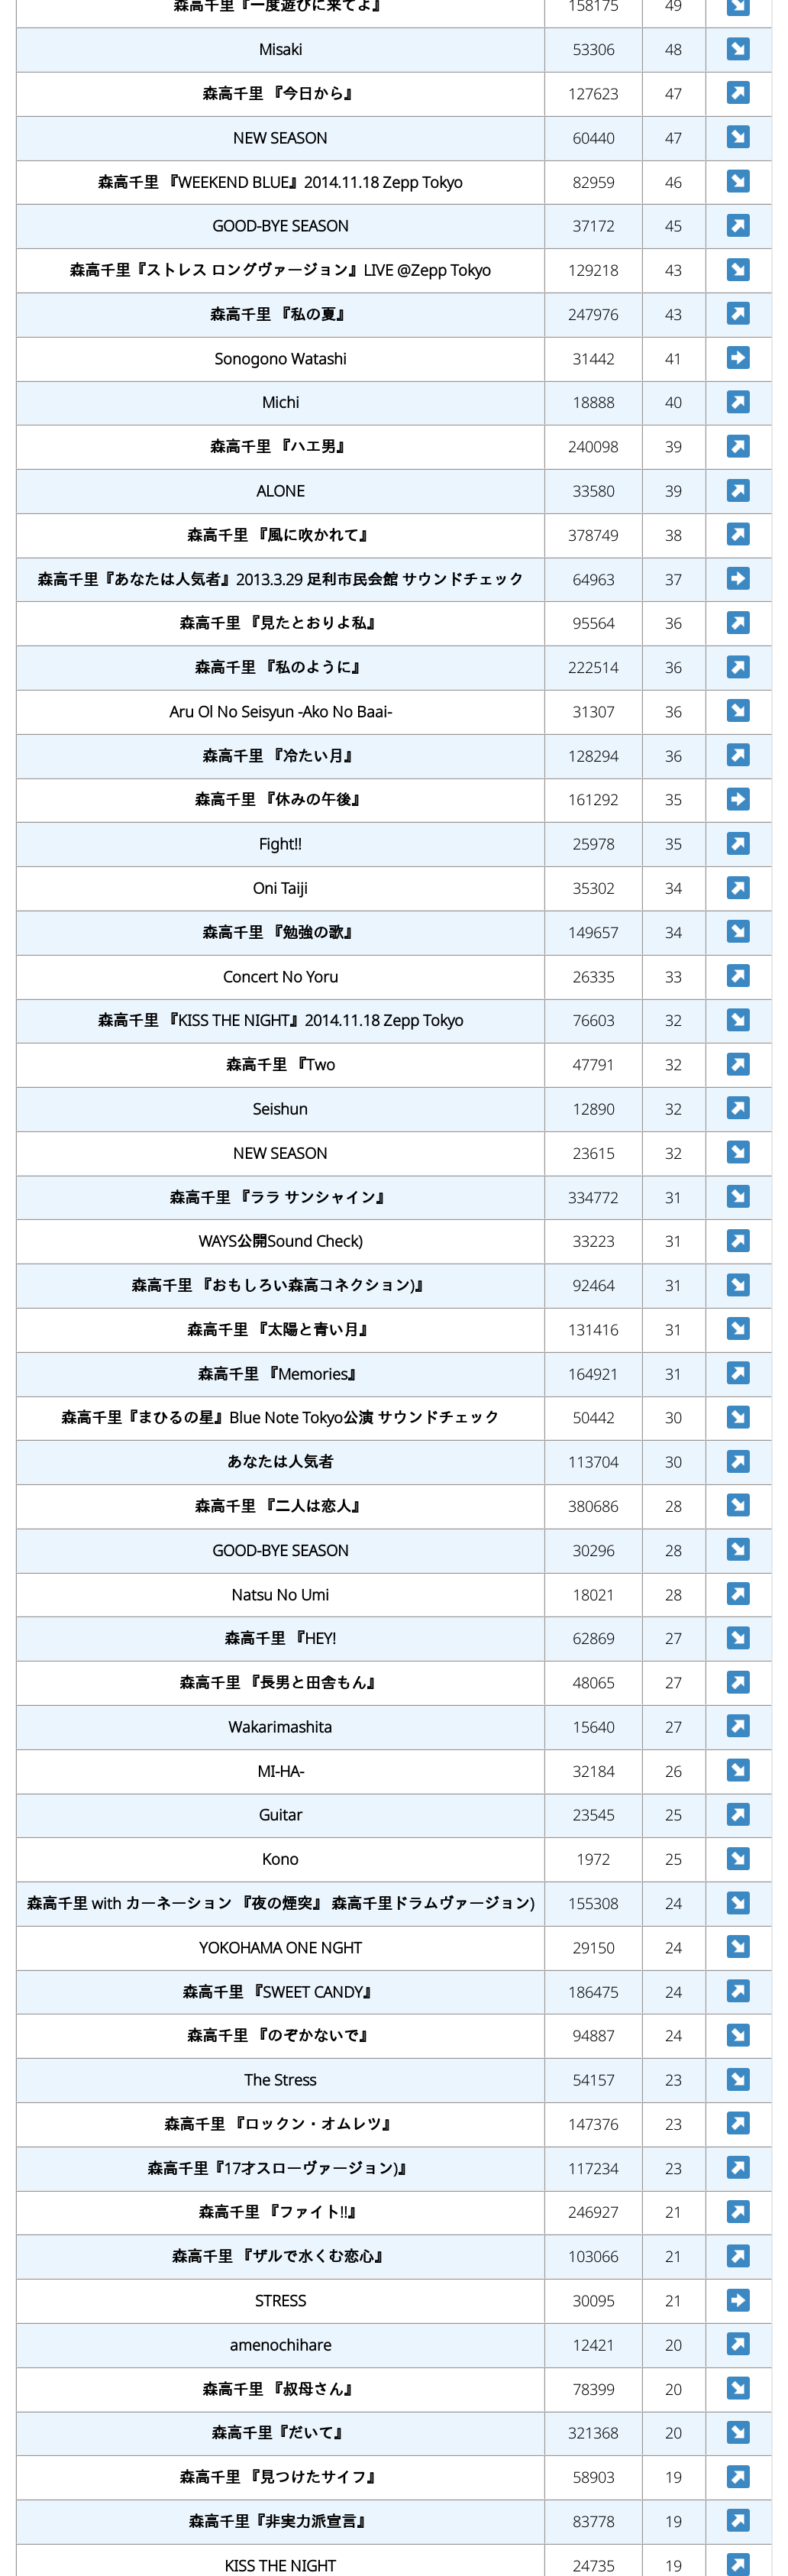 森高千里『一度遊びに来てよ』 158175 49
Misaki 53306 48
森高千里 『今日から』 127623 47
NEW SEASON 60440 47
森高千里 『WEEKEND BLUE』2014.11.18 Zepp Tokyo 82959 46
GOOD-BYE SEASON 37172 45
森高千里『ストレス ロングヴァージョン』LIVE @Zepp Tokyo 129218 43
森高千里 『私の夏』 247976 43
Sonogono Watashi 31442 41
Michi 18888 40
森高千里 『ハエ男』 240098 39
ALONE 33580 39
森高千里 『風に吹かれて』 378749 38
森高千里『あなたは人気者』2013.3.29 足利市民会館 サウンドチェック 64963 37
森高千里 『見たとおりよ私』 95564 36
森高千里 『私のように』 222514 36
Aru Ol No Seisyun -Ako No Baai- 31307 36
森高千里 『冷たい月』 128294 36
森高千里 『休みの午後』 161292 35
Fight!! 25978 35
Oni Taiji 35302 34
森高千里 『勉強の歌』 149657 34
Concert No Yoru 26335 33
森高千里 『KISS THE NIGHT』2014.11.18 Zepp Tokyo 76603 32
森高千里 『Two 47791 32
Seishun 12890 32
NEW SEASON 23615 32
森高千里 『ララ サンシャイン』 334772 31
WAYS公開Sound Check) 33223 31
森高千里 『おもしろい森高コネクション)』 92464 31
森高千里 『太陽と青い月』 131416 31
森高千里 『Memories』 164921 31
森高千里『まひるの星』Blue Note Tokyo公演 サウンドチェック 50442 30
あなたは人気者 113704 30
森高千里 『二人は恋人』 380686 28
GOOD-BYE SEASON 30296 28
Natsu No Umi 18021 28
森高千里 『HEY! 62869 27
森高千里 『長男と田舎もん』 48065 27
Wakarimashita 15640 27
MI-HA- 32184 26
Guitar 23545 25
Kono 1972 25
森高千里 with カーネーション 『夜の煙突』 森高千里ドラムヴァージョン) 155308 24
YOKOHAMA ONE NGHT 29150 24
森高千里 『SWEET CANDY』 186475 24
森高千里 『のぞかないで』 94887 24
The Stress 54157 23
森高千里 『ロックン・オムレツ』 147376 23
森高千里『17才スローヴァージョン)』 117234 23
森高千里 『ファイト!!』 246927 21
森高千里 『ザルで水くむ恋心』 103066 21
STRESS 30095 21
amenochihare 12421 20
森高千里 『叔母さん』 78399 20
森高千里『だいて』 321368 20
森高千里 『見つけたサイフ』 58903 19
森高千里『非実力派宣言』 83778 19
KISS THE NIGHT 24735 19